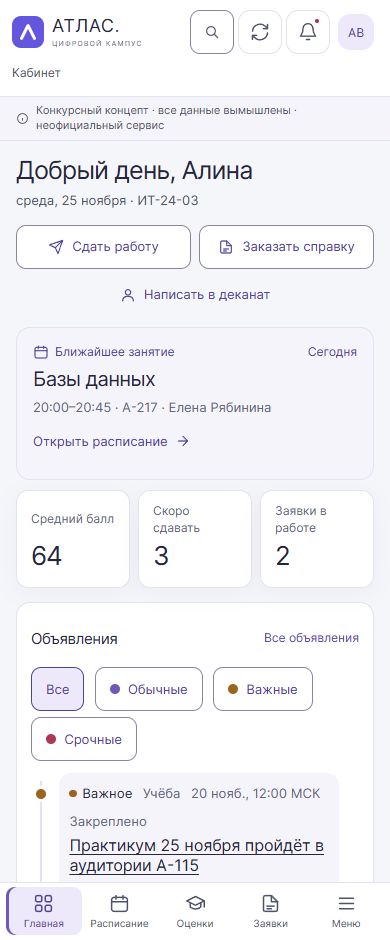 АТЛАС.
ЦИФРОВОЙ КАМПУС
АВ
Кабинет
Конкурсный концепт · все данные вымышлены ·
неофициальный сервис
Добрый день, Алина
среда, 25 ноября · ИТ-24-03
Сдать работу
Заказать справку
Написать в деканат
Ближайшее занятие
Сегодня
Базы данных
20:00–20:45 · А-217 · Елена Рябинина
Открыть расписание
Средний балл
64
Скоро
сдавать
3
Заявки в
работе
2
Объявления
Все объявления
Все
Обычные
Важные
Срочные
Важное Учёба 20 нояб., 12:00 МСК
Закреплено
Практикум 25 ноября пройдёт в
аудитории А-115
Главная
Расписание
Оценки
Заявки
Меню